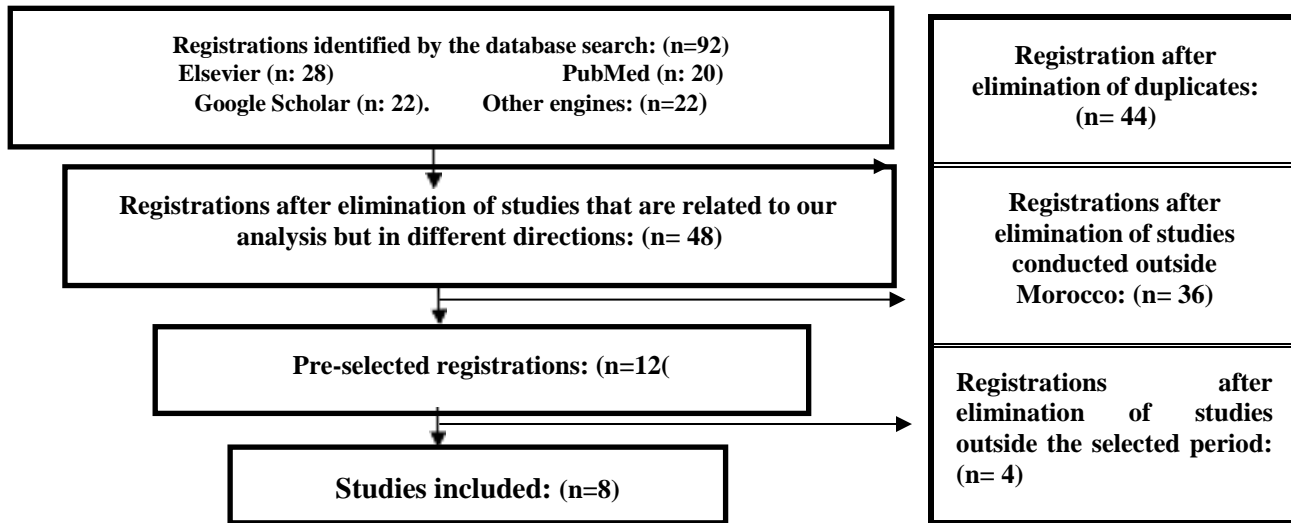 Registrations identified by the database search: (n=92)
Elsevier (n: 28) PubMed (n: 20)
Google Scholar (n: 22). Other engines: (n=22)
Registration after
elimination of duplicates:
(n= 44)
Registrations after elimination of studies that are related to our
analysis but in different directions: (n= 48)
Registrations after
elimination of studies
conducted outside
Morocco: (n= 36)
Pre-selected registrations: (n=12(
Registrations after
elimination of studies
outside the selected period:
(n= 4)
Studies included: (n=8)